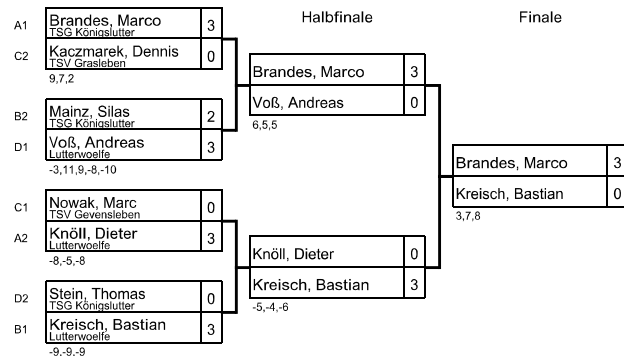 Halbfinale
Finale
A1 Brandes, Marco 3
TSG Königslutter
C2 Kaczmarek, Dennis 0
TSV Grasleben
9,7,2
B2 Mainz, Silas 2
TSG Königslutter
D1 Voß, Andreas 3
Lutterwoelfe
-3,11,9,-8,-10
C1 Nowak, Marc 0
TSV Gevensleben
A2 Knöll, Dieter 3
Lutterwoelfe
-8,-5,-8
D2 Stein, Thomas 0
TSG Königslutter
B1 Kreisch, Bastian 3
Lutterwoelfe
-9,-9,-9
Brandes, Marco 3
Voß, Andreas 0
6,5,5
Knöll, Dieter 0
Kreisch, Bastian 3
-5,-4,-6
Brandes, Marco 3
Kreisch, Bastian 0
3,7,8